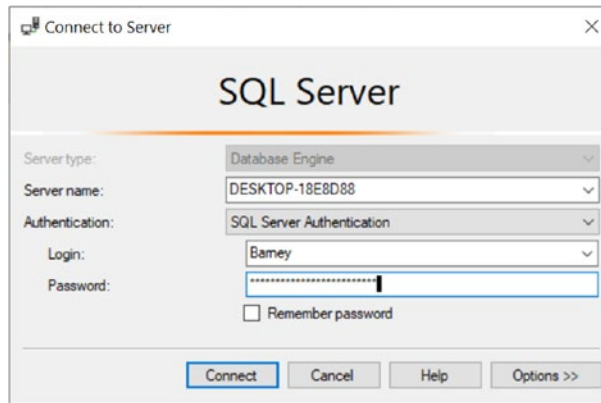 Connect to Server
SQL Server
Server type: Database Engine
Server name: DESKTOP-18E8D88
Authentication: SQL Server Authentication
Login: Barney
Password: *************************
Remember password
Connect Cancel Help Options >>